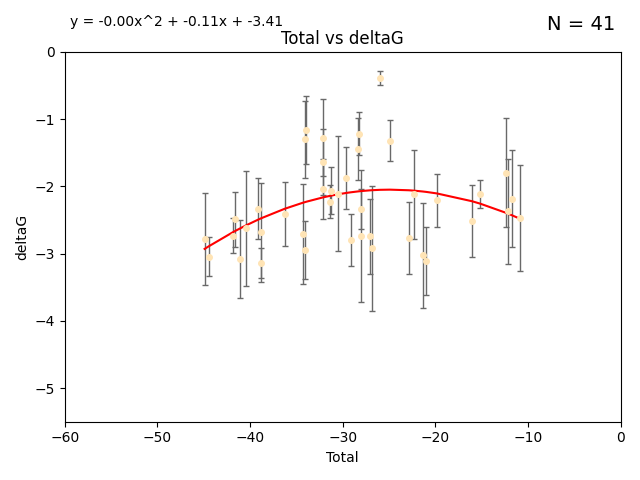 y = -0.00x^2 + -0.11x + -3.41
N = 41
Total vs deltaG
0
−1
−2
−3
−4
−5
deltaG
−60
−50
−40
−30
−20
−10
0
Total